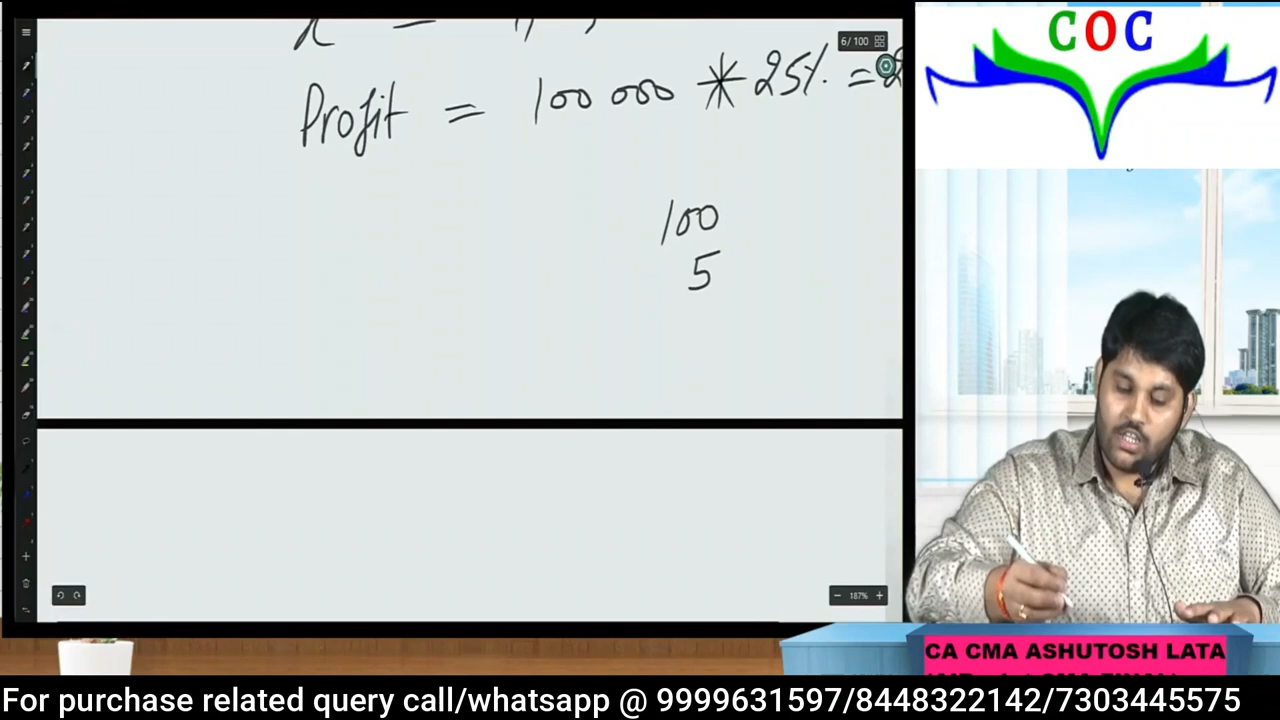 6/100
Profit = 100 000 * 25% = 2
100
5
187%
COC
CA CMA ASHUTOSH LATA
For purchase related query call/whatsapp @ 9999631597/8448322142/7303445575